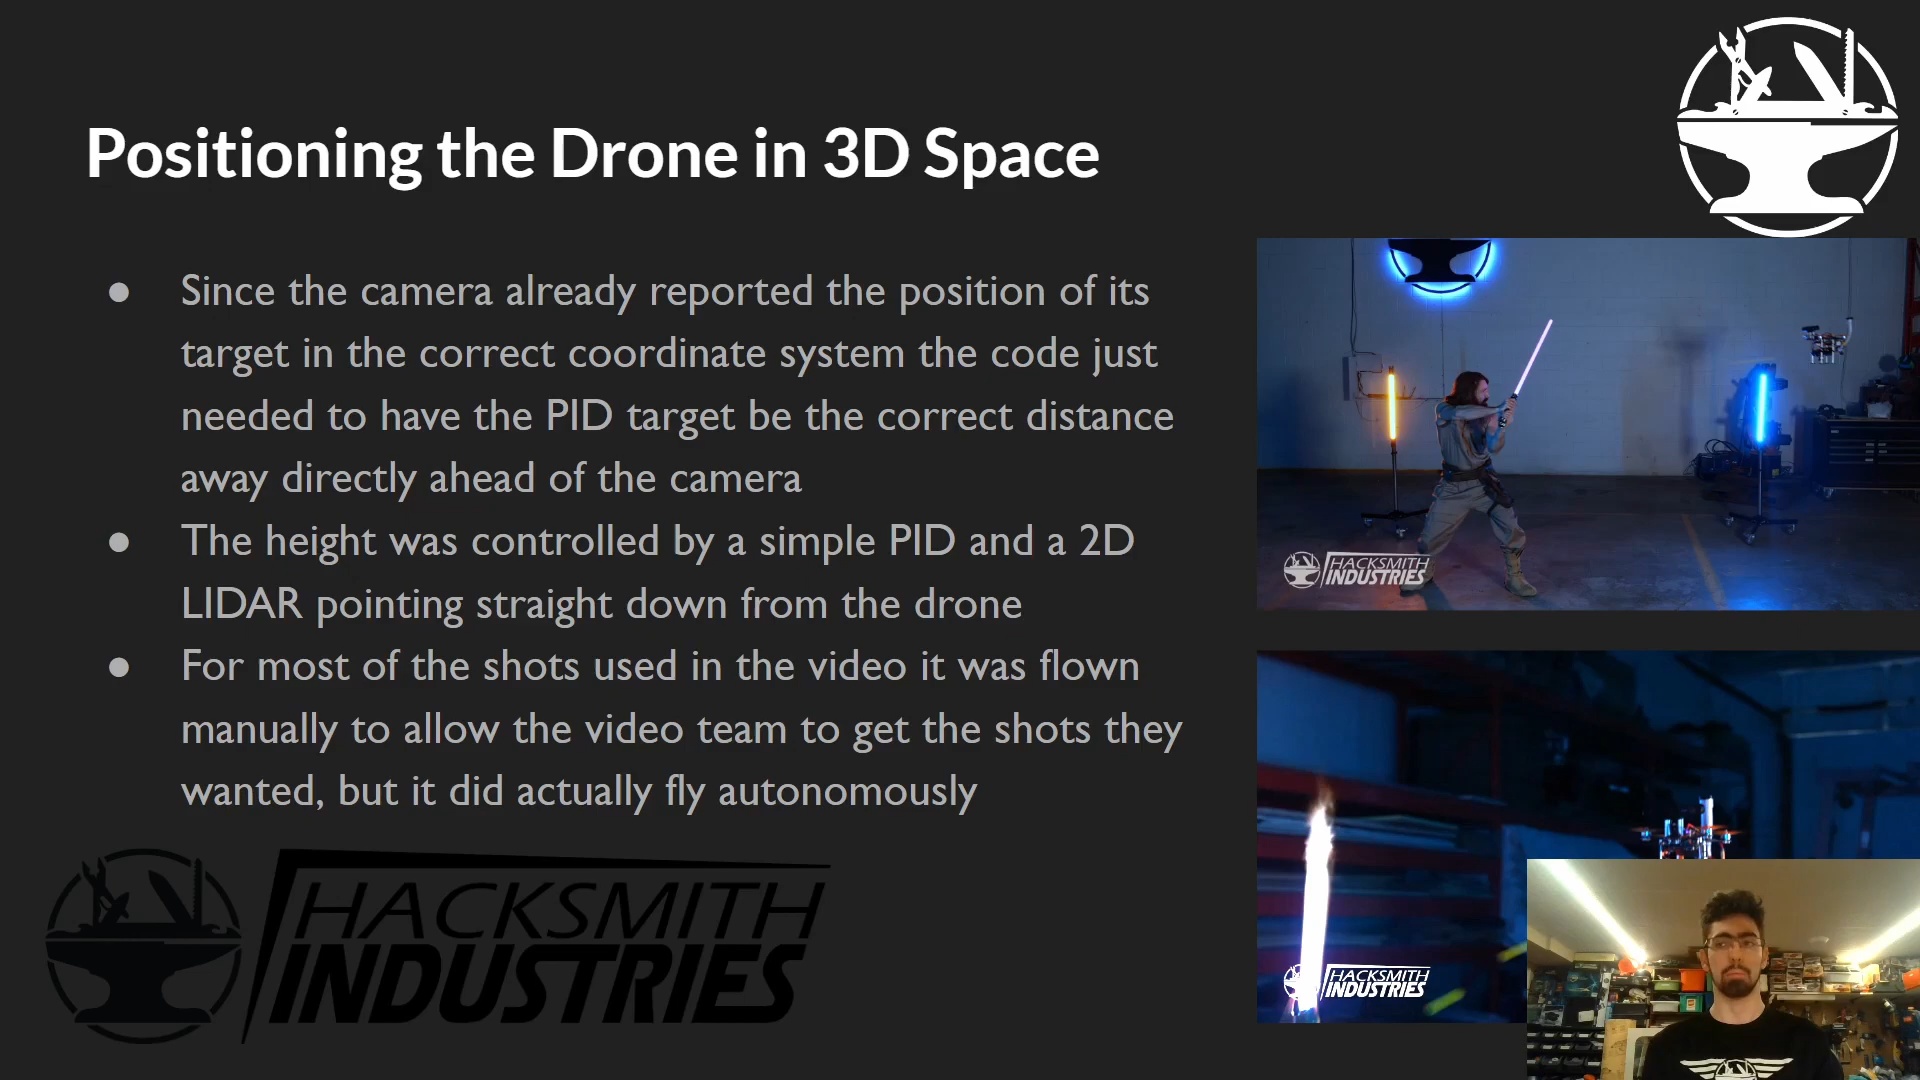 Positioning the Drone in 3D Space
● Since the camera already reported the position of its
target in the correct coordinate system the code just
needed to have the PID target be the correct distance
away directly ahead of the camera
● The height was controlled by a simple PID and a 2D
LIDAR pointing straight down from the drone
● For most of the shots used in the video it was flown
manually to allow the video team to get the shots they
wanted, but it did actually fly autonomously
HACKSMITH
INDUSTRIES
HACKSMITH
INDUSTRIES
HACKSMITH
INDUSTRIES